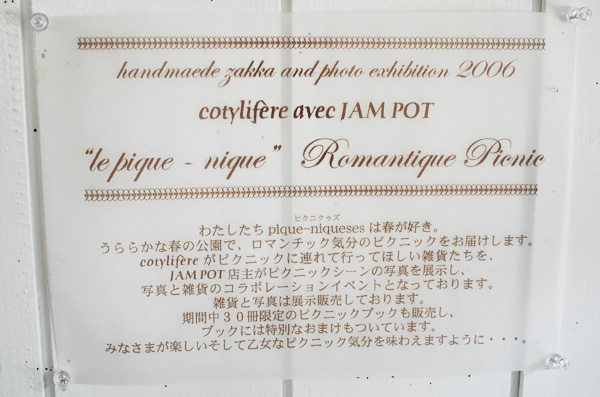 handmaede zakka and photo exhibition 2006
cotylifère avec JAM POT
"le pique - nique" Romantique Picnic
ピクニクゥズ
わたしたち pique-niqueses は春が好き。
うららかな春の公園で、ロマンチック気分のピクニックをお届けします。
cotylifère がピクニックに連れて行ってほしい雑貨たちを、
JAM POT 店主がピクニックシーンの写真を展示し、
写真と雑貨のコラボレーションイベントとなっております。
雑貨と写真は展示販売しております。
期間中３０冊限定のピクニックブックも販売し、
ブックには特別なおまけもついています。
みなさまが楽しいそして乙女なピクニック気分を味わえますように・・・。